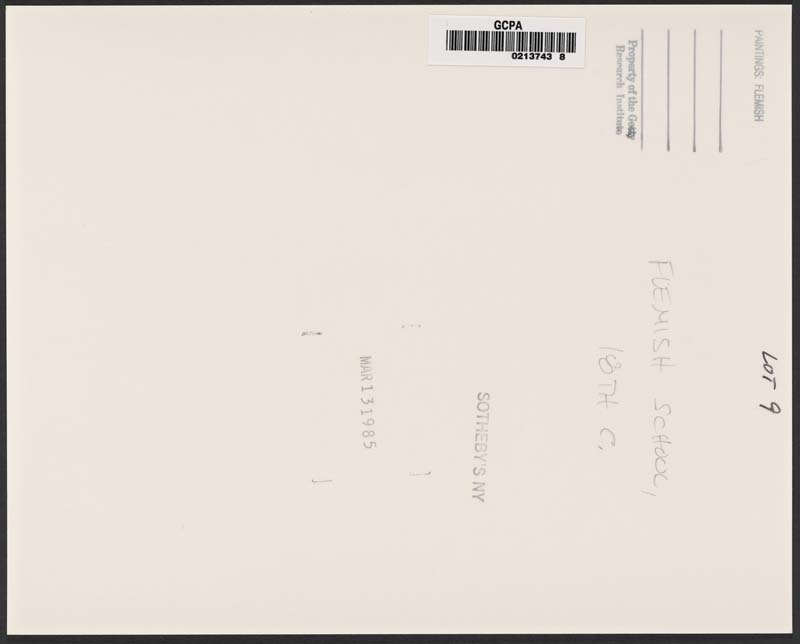 GCPA
0213743 8
PAINTINGS: FLEMISH
Property of the Getty
Research Institute
LOT 9
FLEMISH SCHOOL,
18TH C.
SOTHEBY'S NY
MAR 13 1985